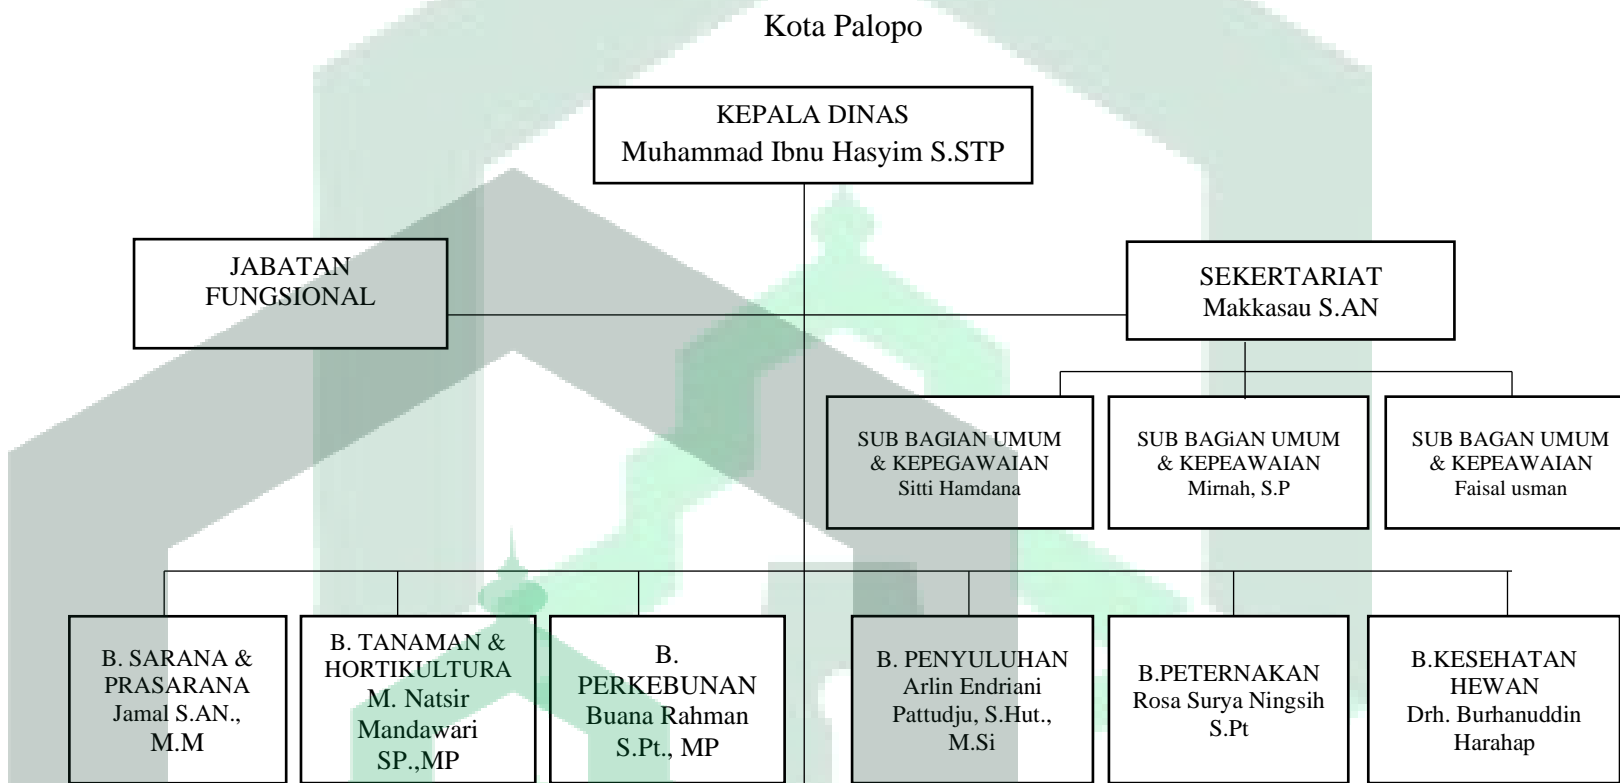 Kota Palopo
KEPALA DINAS
Muhammad Ibnu Hasyim S.STP
JABATAN
FUNGSIONAL
SEKERTARIAT
Makkasau S.AN
SUB BAGIAN UMUM
& KEPEGAWAIAN
Sitti Hamdana
SUB BAGiAN UMUM
& KEPEAWAIAN
Mirnah, S.P
SUB BAGAN UMUM
& KEPEAWAIAN
Faisal usman
B. SARANA &
PRASARANA
Jamal S.AN.,
M.M
B. TANAMAN &
HORTIKULTURA
M. Natsir
Mandawari
SP.,MP
B.
PERKEBUNAN
Buana Rahman
S.Pt., MP
B. PENYULUHAN
Arlin Endriani
Pattudju, S.Hut.,
M.Si
B.PETERNAKAN
Rosa Surya Ningsih
S.Pt
B.KESEHATAN
HEWAN
Drh. Burhanuddin
Harahap